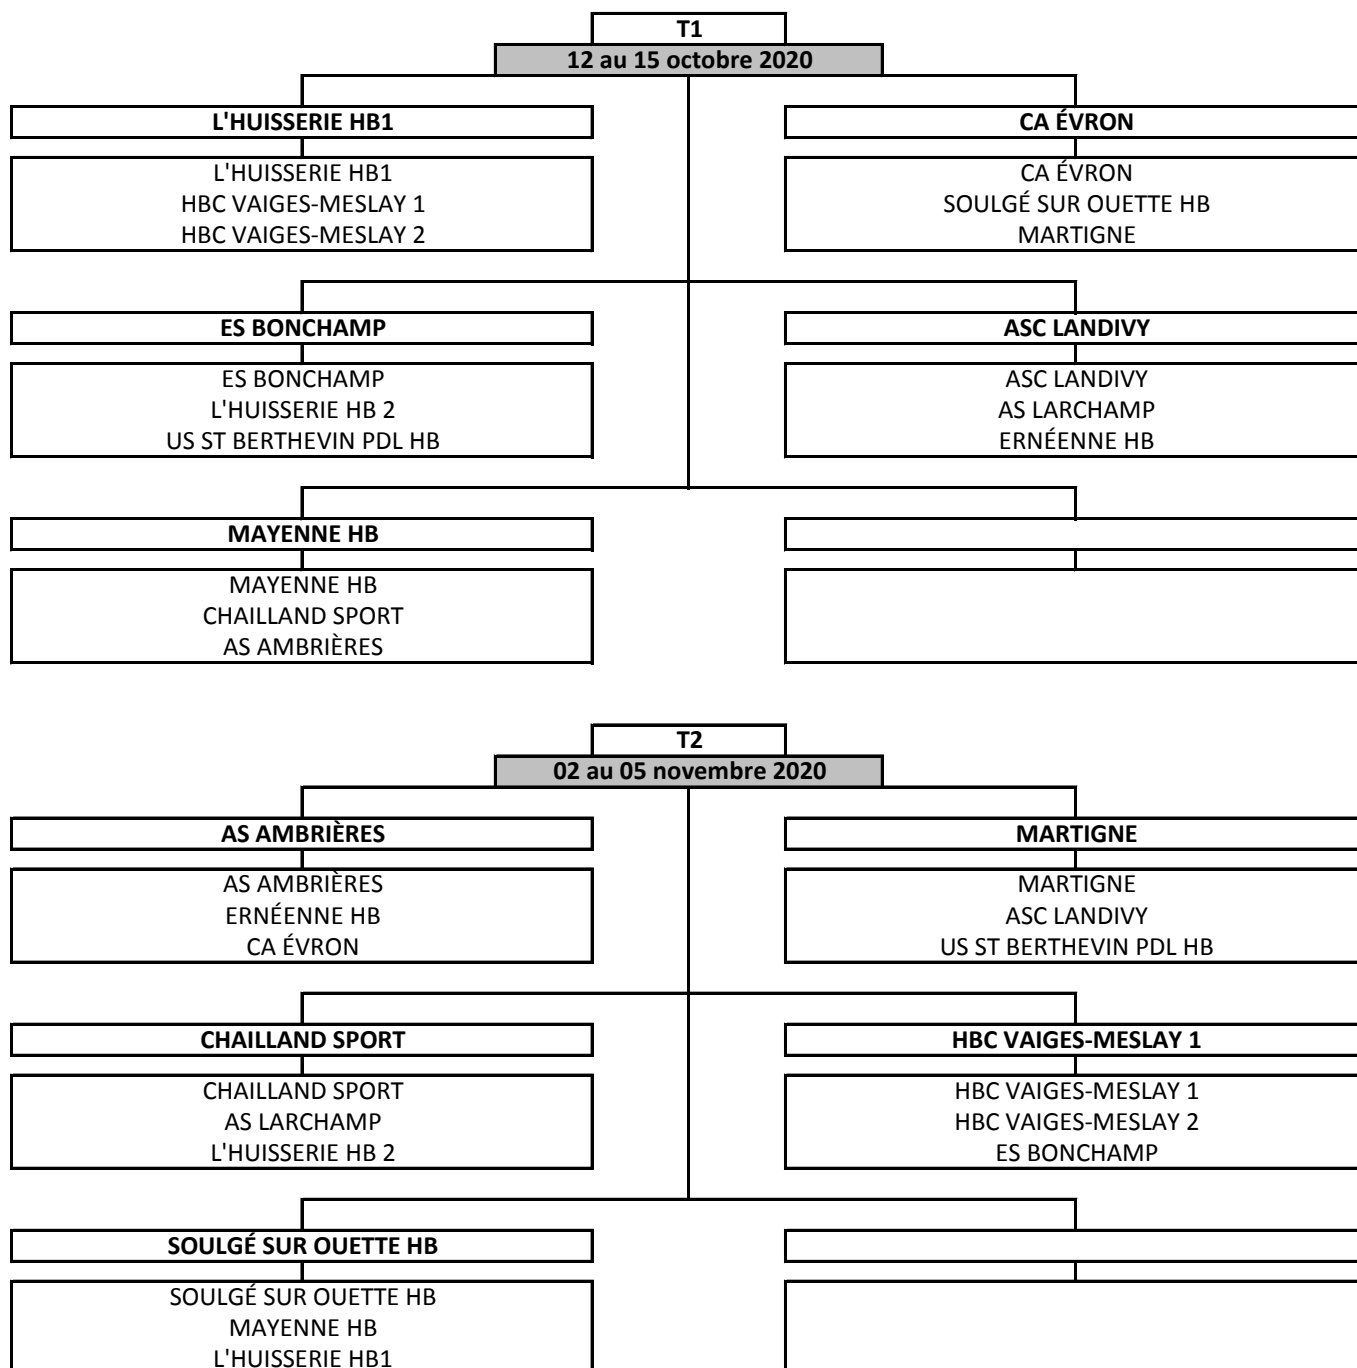 T1
12 au 15 octobre 2020
L'HUISSERIE HB1
L'HUISSERIE HB1
HBC VAIGES-MESLAY 1
HBC VAIGES-MESLAY 2
CA ÉVRON
CA ÉVRON
SOULGÉ SUR OUETTE HB
MARTIGNE
ES BONCHAMP
ES BONCHAMP
L'HUISSERIE HB 2
US ST BERTHEVIN PDL HB
ASC LANDIVY
ASC LANDIVY
AS LARCHAMP
ERNÉENNE HB
MAYENNE HB
MAYENNE HB
CHAILLAND SPORT
AS AMBRIÈRES
T2
02 au 05 novembre 2020
AS AMBRIÈRES
AS AMBRIÈRES
ERNÉENNE HB
CA ÉVRON
MARTIGNE
MARTIGNE
ASC LANDIVY
US ST BERTHEVIN PDL HB
CHAILLAND SPORT
CHAILLAND SPORT
AS LARCHAMP
L'HUISSERIE HB 2
HBC VAIGES-MESLAY 1
HBC VAIGES-MESLAY 1
HBC VAIGES-MESLAY 2
ES BONCHAMP
SOULGÉ SUR OUETTE HB
SOULGÉ SUR OUETTE HB
MAYENNE HB
L'HUISSERIE HB1